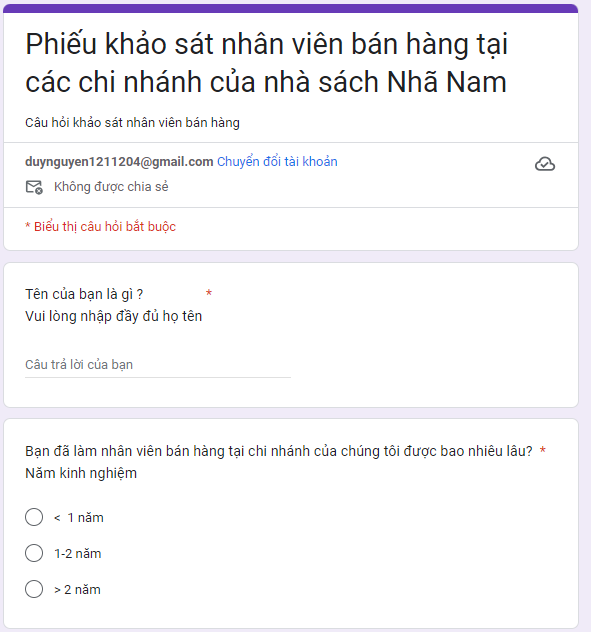 Phiếu khảo sát nhân viên bán hàng tại
các chi nhánh của nhà sách Nhã Nam
Câu hỏi khảo sát nhân viên bán hàng
duynguyen1211204@gmail.com Chuyển đổi tài khoản
Không được chia sẻ
* Biểu thị câu hỏi bắt buộc
Tên của bạn là gì ? *
Vui lòng nhập đầy đủ họ tên
Câu trả lời của bạn
Bạn đã làm nhân viên bán hàng tại chi nhánh của chúng tôi được bao nhiêu lâu? *
Năm kinh nghiệm
< 1 năm
1-2 năm
> 2 năm